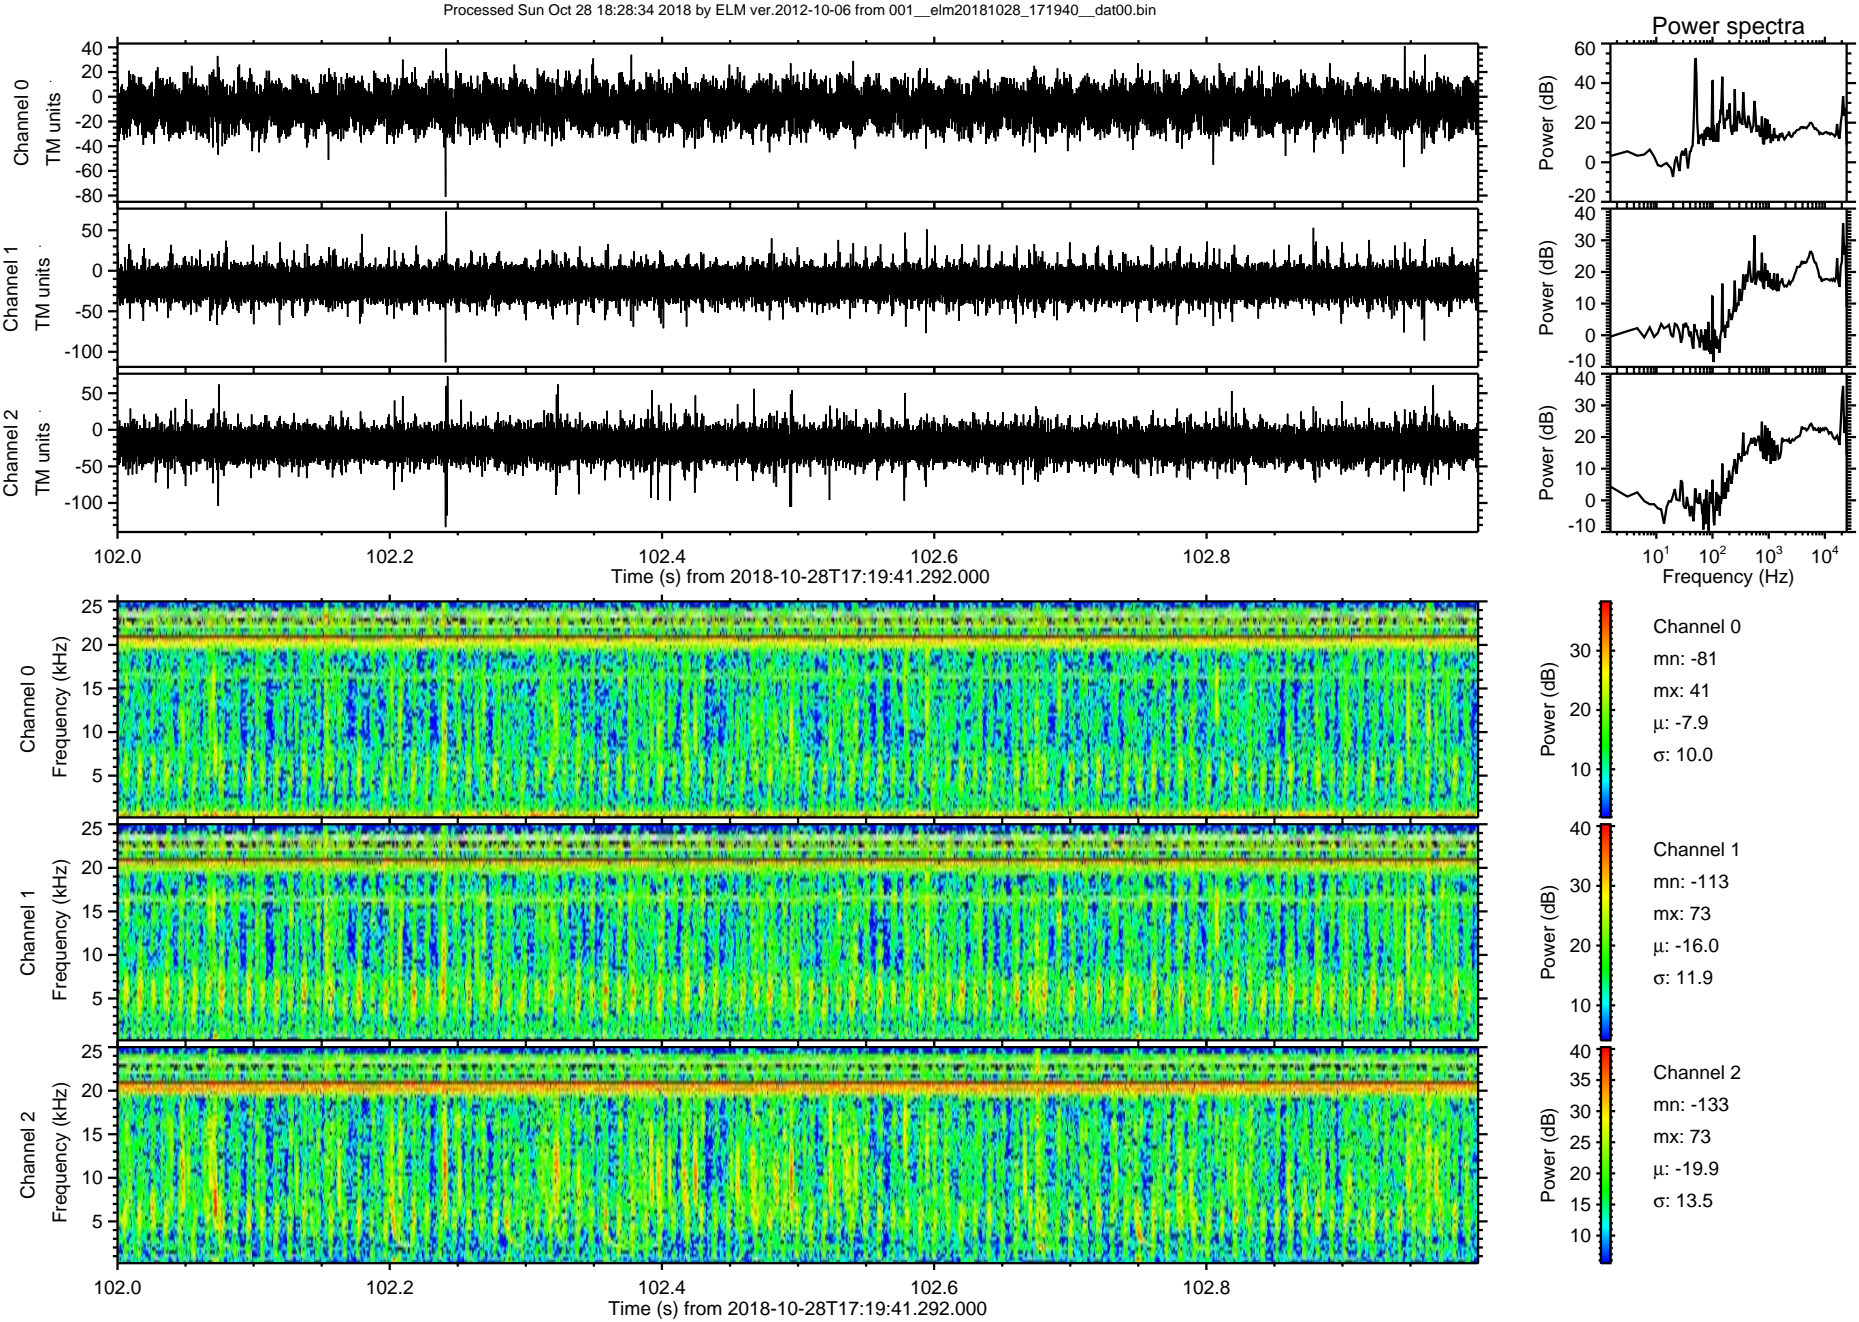 Processed Sun Oct 28 18:28:34 2018 by ELM ver.2012-10-06 from 001__elm20181028_171940__dat00.bin
Power spectra
Channel 0
TM units
40
20
0
-20
-40
-60
-80
Power (dB)
60
40
20
0
-20
Channel 1
TM units
50
0
-50
-100
Power (dB)
40
30
20
10
0
-10
Channel 2
TM units
50
0
-50
-100
Power (dB)
40
30
20
10
0
-10
102.0 102.2 102.4 102.6 102.8
Time (s) from 2018-10-28T17:19:41.292.000
10¹ 10² 10³ 10⁴
Frequency (Hz)
Channel 0
Frequency (kHz)
25
20
15
10
5
Power (dB)
30
20
10
Channel 0
mn: -81
mx: 41
μ: -7.9
σ: 10.0
Channel 1
Frequency (kHz)
25
20
15
10
5
Power (dB)
40
30
20
10
Channel 1
mn: -113
mx: 73
μ: -16.0
σ: 11.9
Channel 2
Frequency (kHz)
25
20
15
10
5
Power (dB)
40
35
30
25
20
15
10
Channel 2
mn: -133
mx: 73
μ: -19.9
σ: 13.5
102.0 102.2 102.4 102.6 102.8
Time (s) from 2018-10-28T17:19:41.292.000